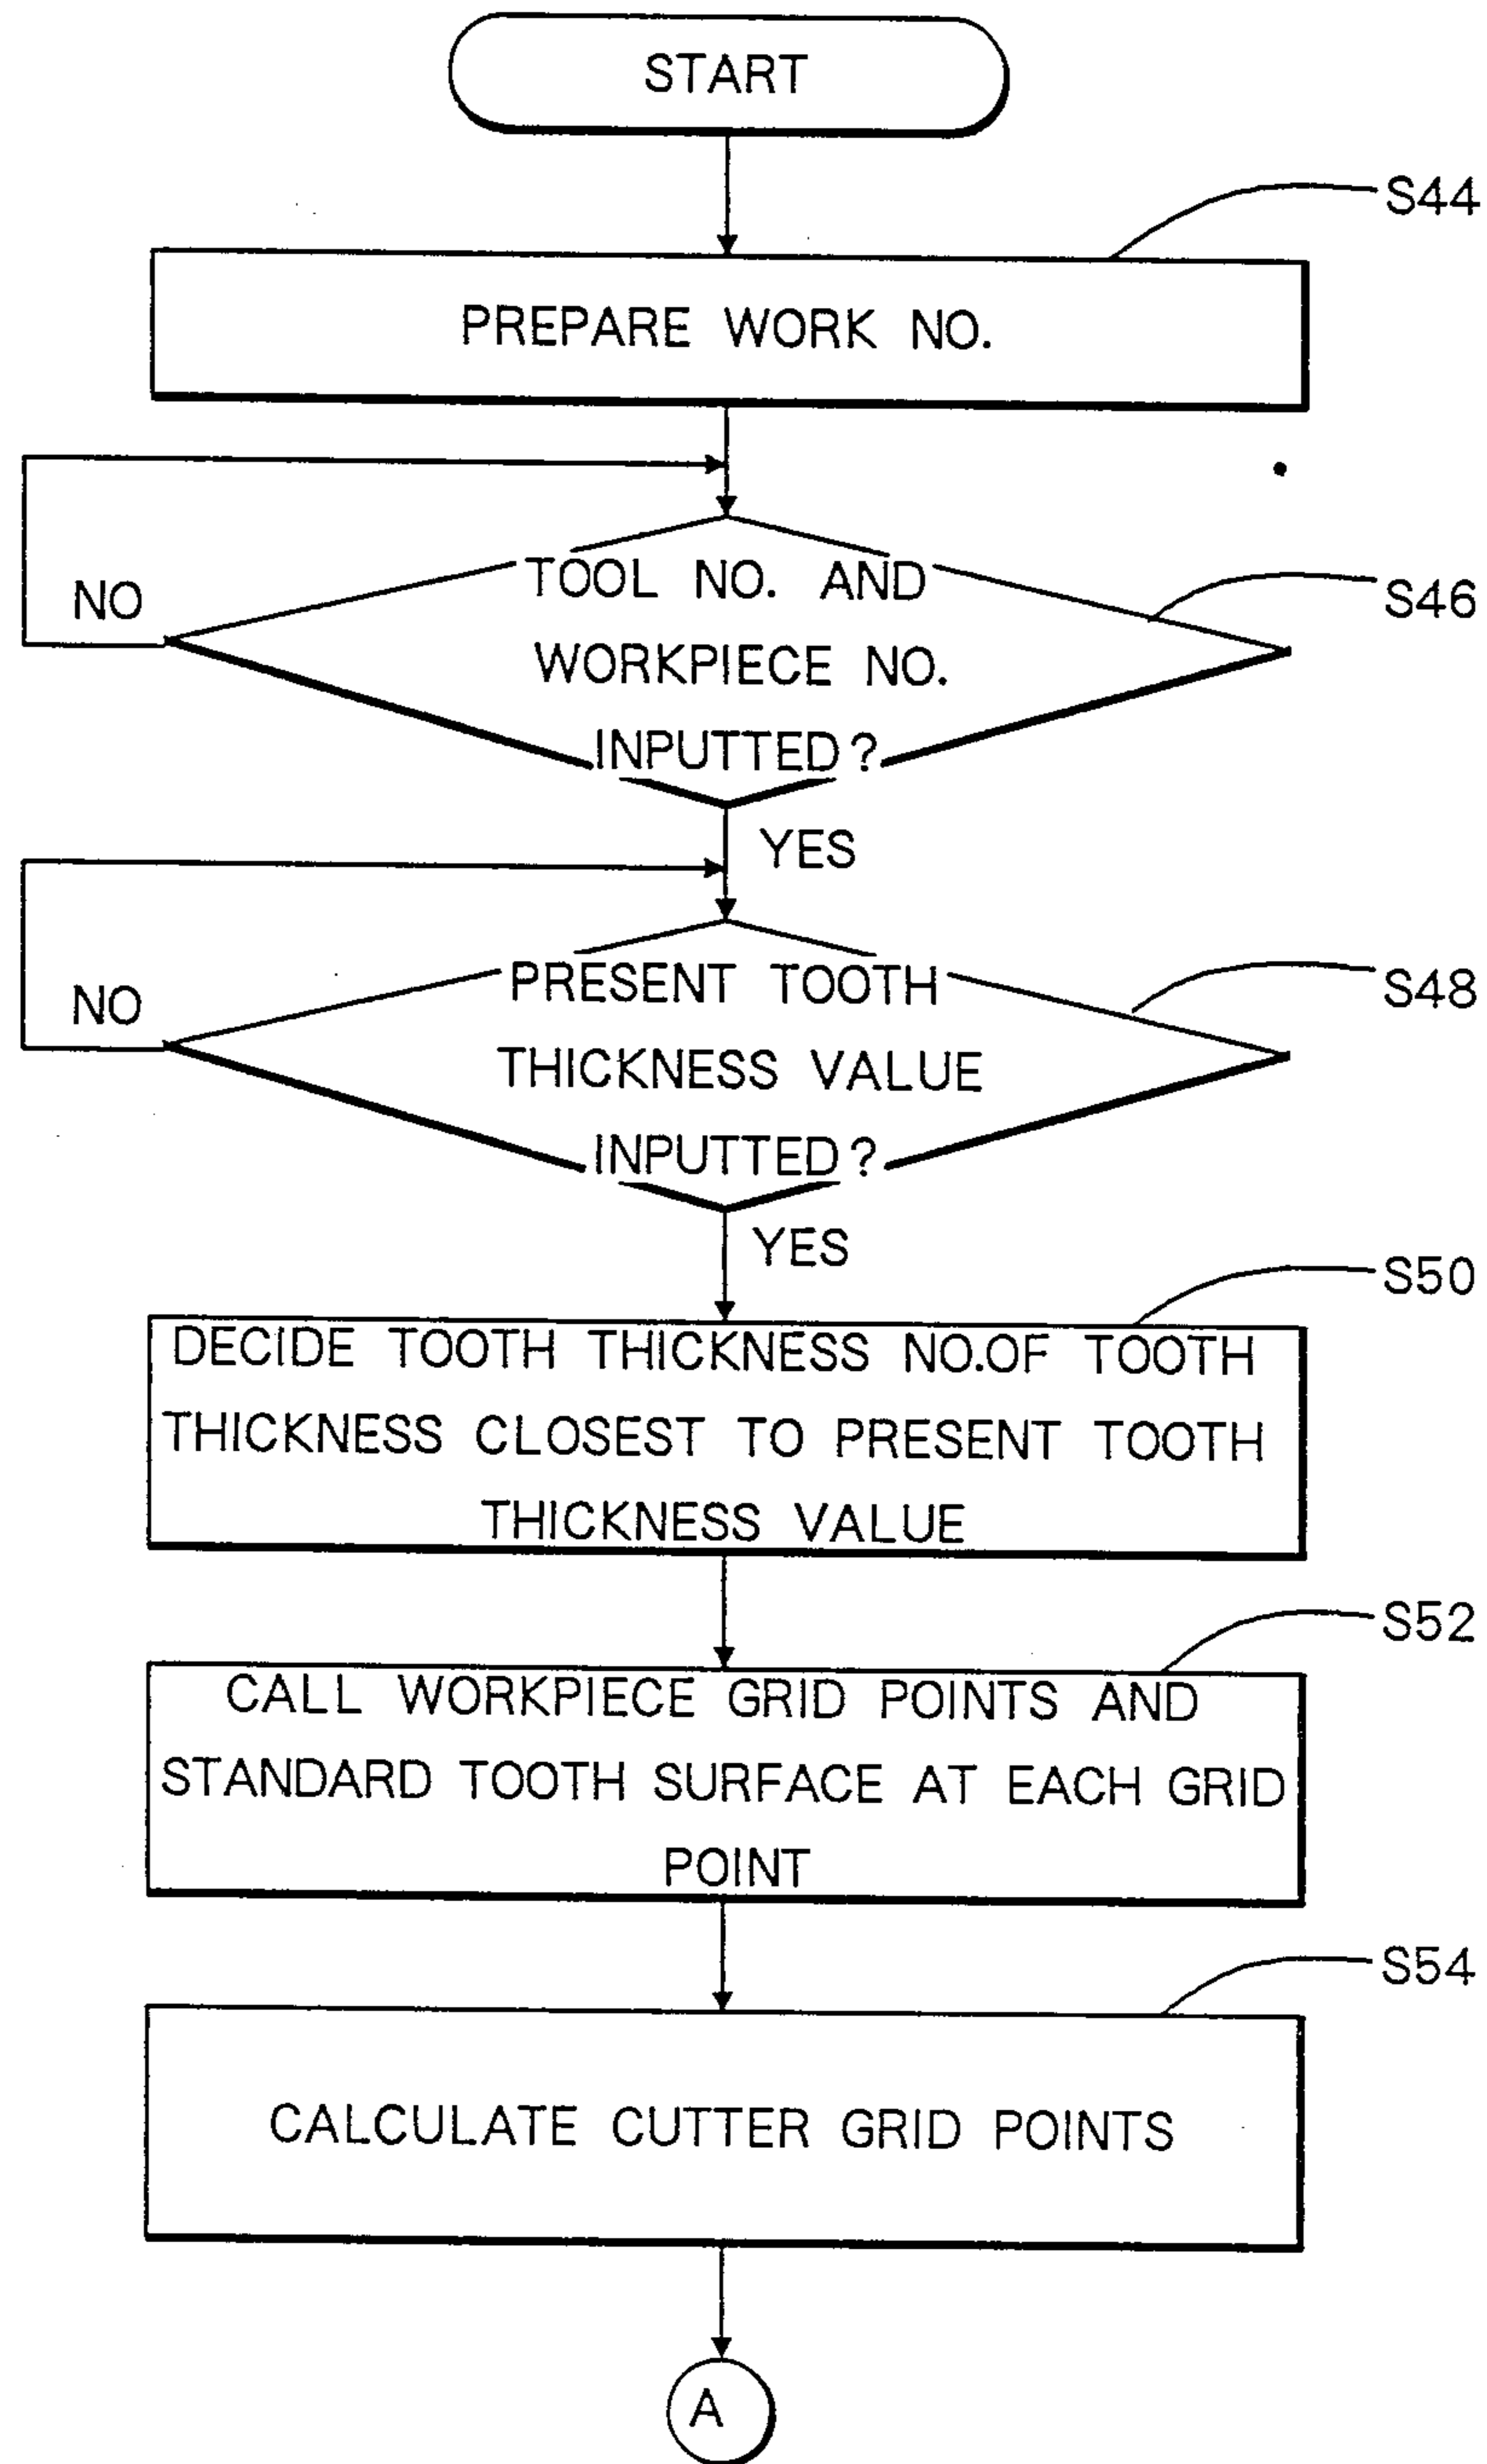 START
S44
PREPARE WORK NO.
TOOL NO. AND
S46
NO
WORKPIECE NO.
INPUTTED?
YES
PRESENT TOOTH
S48
NO
THICKNESS VALUE
INPUTTED?
YES
S50
DECIDE TOOTH THICKNESS NO.OF TOOTH
THICKNESS CLOSEST TO PRESENT TOOTH
THICKNESS VALUE
S52
CALL WORKPIECE GRID POINTS AND
STANDARD TOOTH SURFACE AT EACH GRID
POINT
S54
CALCULATE CUTTER GRID POINTS
A